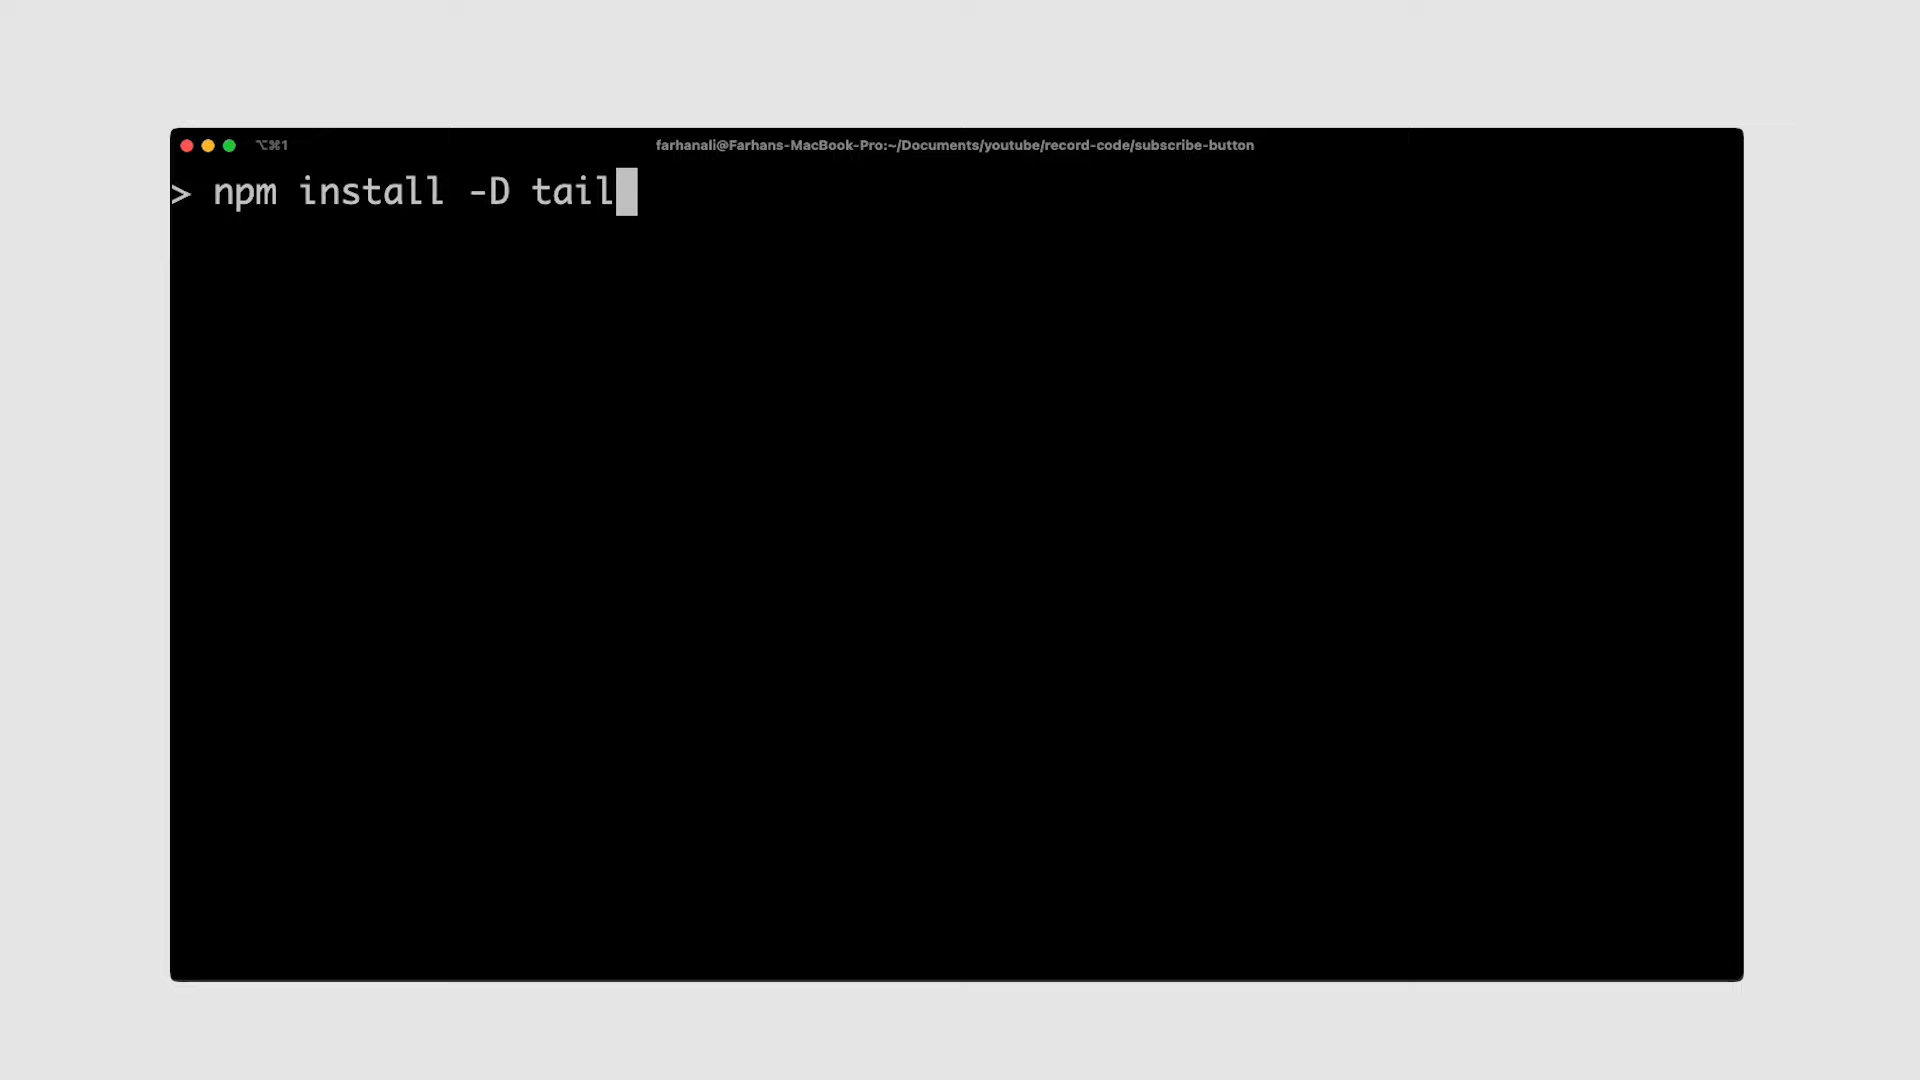 ⌥⌘1
farhanali@Farhans-MacBook-Pro:~/Documents/youtube/record-code/subscribe-button
> npm install -D tail